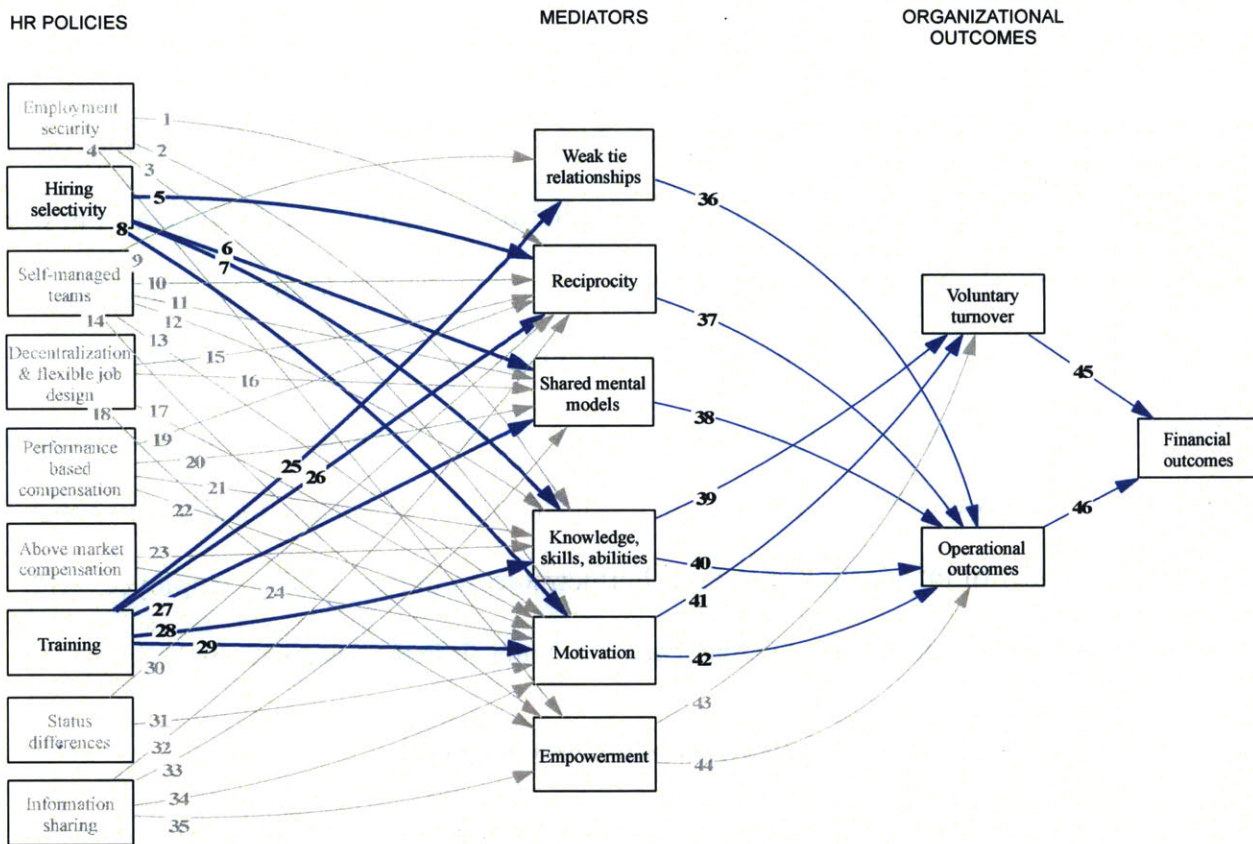 HR POLICIES
MEDIATORS
ORGANIZATIONAL
OUTCOMES
Employment
security
Hiring
selectivity
Self-managed
teams
Decentralization
& flexible job
design
Performance
based
compensation
Above market
compensation
Training
Status
differences
Information
sharing
1
2
3
4
5
6
7
8
9
10
11
12
13
14
15
16
17
18
19
20
21
22
23
24
25
26
27
28
29
30
31
32
33
34
35
Weak tie
relationships
Reciprocity
Shared mental
models
Knowledge,
skills, abilities
Motivation
Empowerment
36
37
38
39
40
41
42
43
44
Voluntary
turnover
Operational
outcomes
45
46
Financial
outcomes